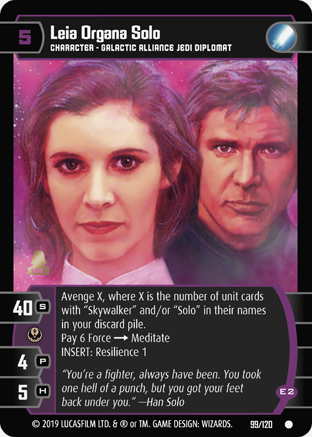 5
Leia Organa Solo
CHARACTER - GALACTIC ALLIANCE JEDI DIPLOMAT
40 S
Avenge X, where X is the number of unit cards
with “Skywalker” and/or “Solo” in their names
in your discard pile.
Pay 6 Force → Meditate
4 P
INSERT: Resilience 1
“You’re a fighter, always have been. You took
one hell of a punch, but you got your feet
back under you.” —Han Solo
5 H
E2
© 2019 LUCASFILM LTD. & ® or TM. GAME DESIGN: WIZARDS.
99/120